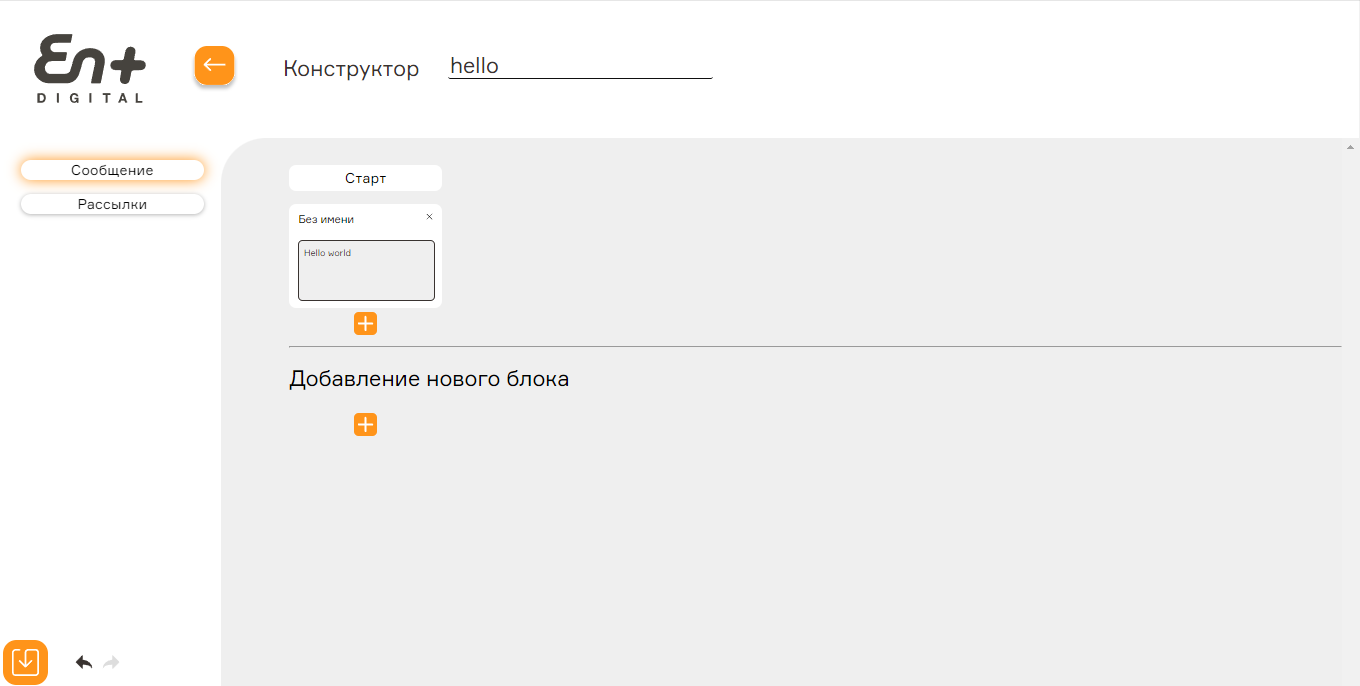 En+
DIGITAL
Конструктор
hello
Сообщение
Рассылки
Старт
Без имени
Hello world
Добавление нового блока